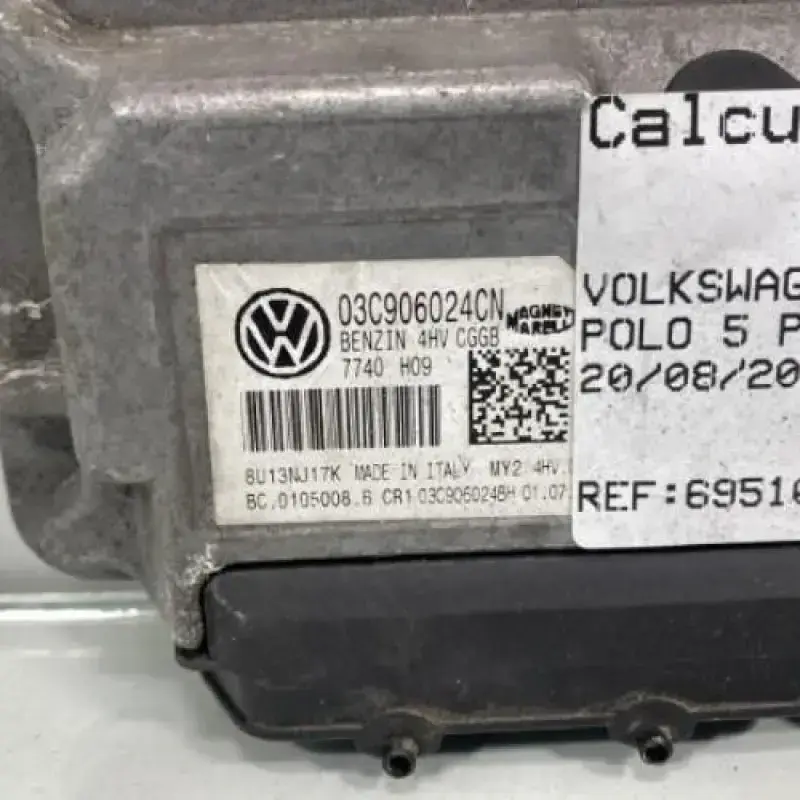 03C906024CN
BENZIN 4HV CGGB
7740 H09
MAGNETI
MARELLI
8U13NJ17K MADE IN ITALY MY2 4HV.
BC.0105008.6 CR1 03C906024BH 01.07
Calcu
VOLKSWAG
POLO 5 P
20/08/20
REF:6951